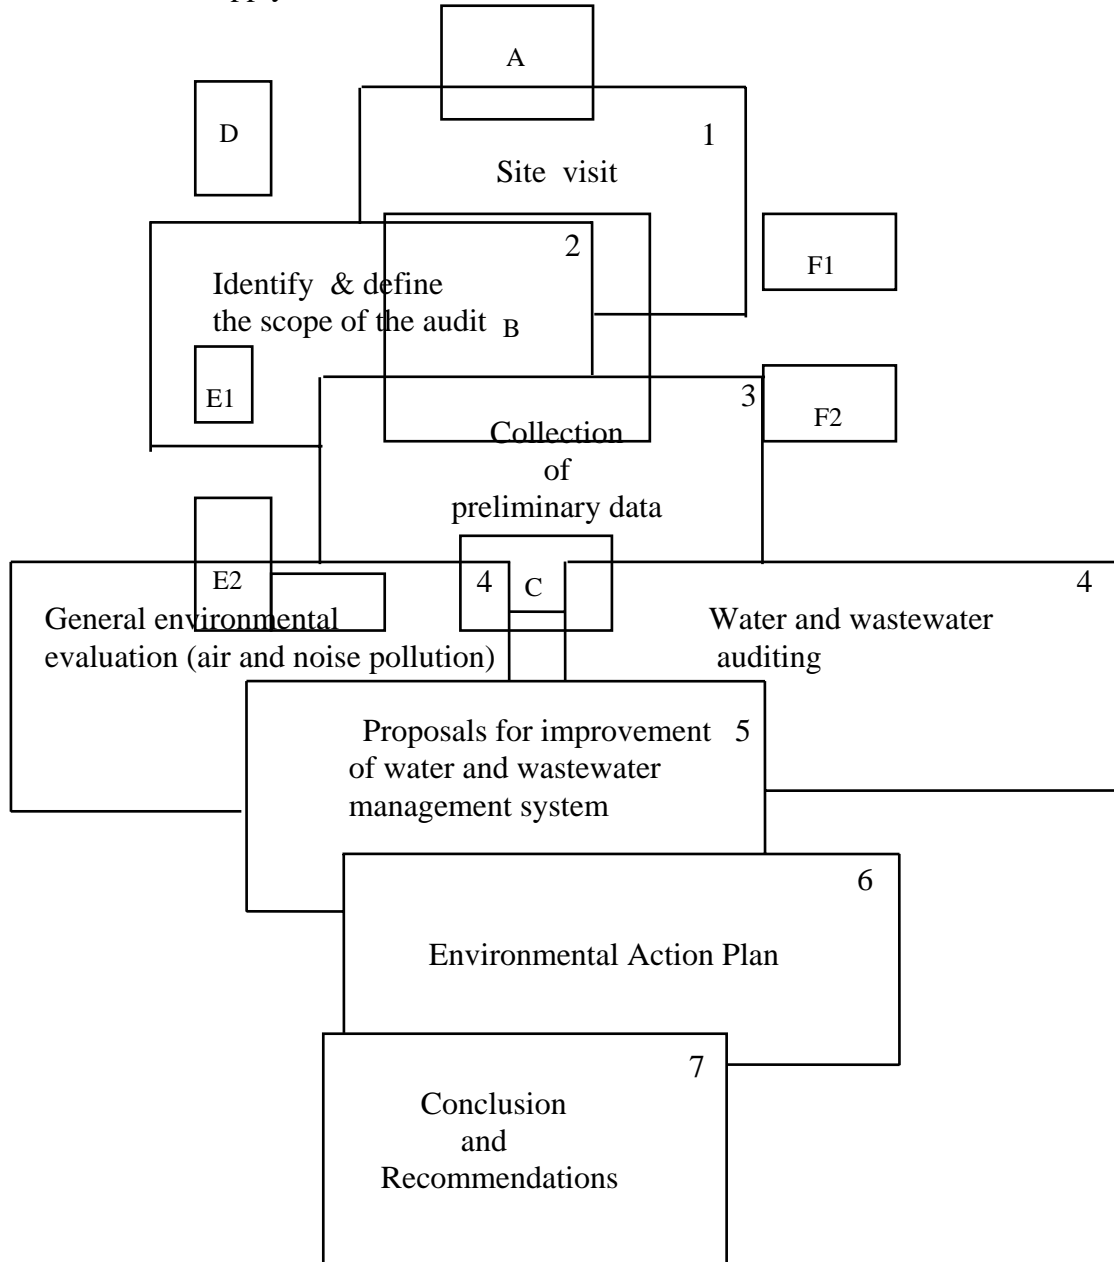 A
D
1
Site visit
2
F1
Identify & define
the scope of the audit
B
E1
3
F2
Collection
of
preliminary data
E2
4
C
4
General environmental
evaluation (air and noise pollution)
Water and wastewater
auditing
Proposals for improvement 5
of water and wastewater
management system
6
Environmental Action Plan
7
Conclusion
and
Recommendations